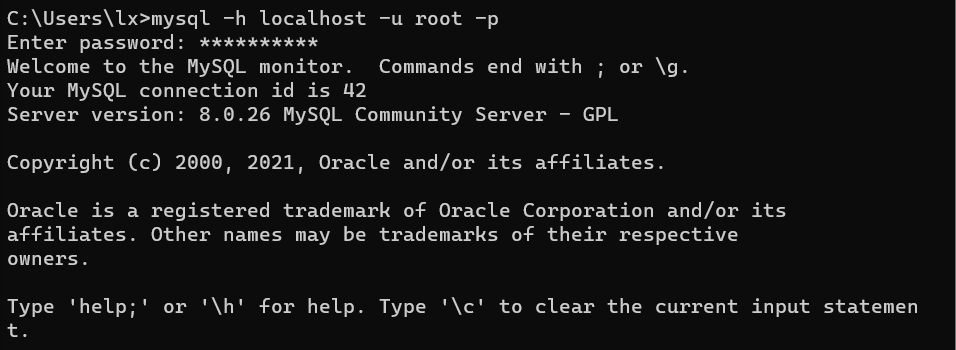 C:\Users\lx>mysql -h localhost -u root -p
Enter password: **********
Welcome to the MySQL monitor.  Commands end with ; or \g.
Your MySQL connection id is 42
Server version: 8.0.26 MySQL Community Server - GPL
Copyright (c) 2000, 2021, Oracle and/or its affiliates.
Oracle is a registered trademark of Oracle Corporation and/or its
affiliates. Other names may be trademarks of their respective
owners.
Type 'help;' or '\h' for help. Type '\c' to clear the current input statemen
t.